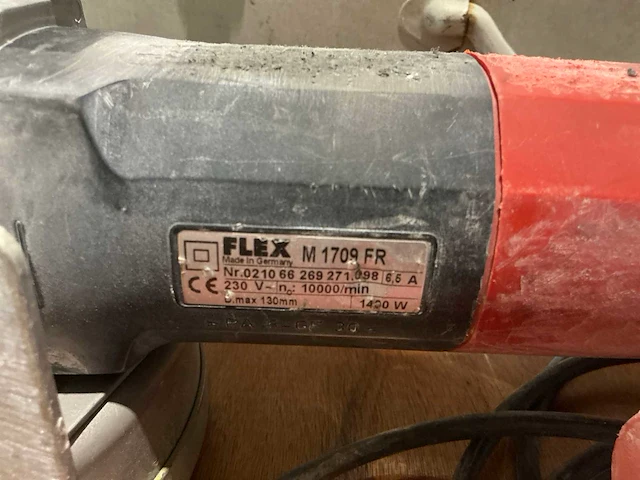 FLEX M 1709 FR
Made in Germany
Nr.0210 66 269 271.098 6,5 A
CE 230 V~ n₀: 10000/min
D.max 130mm 1400 W